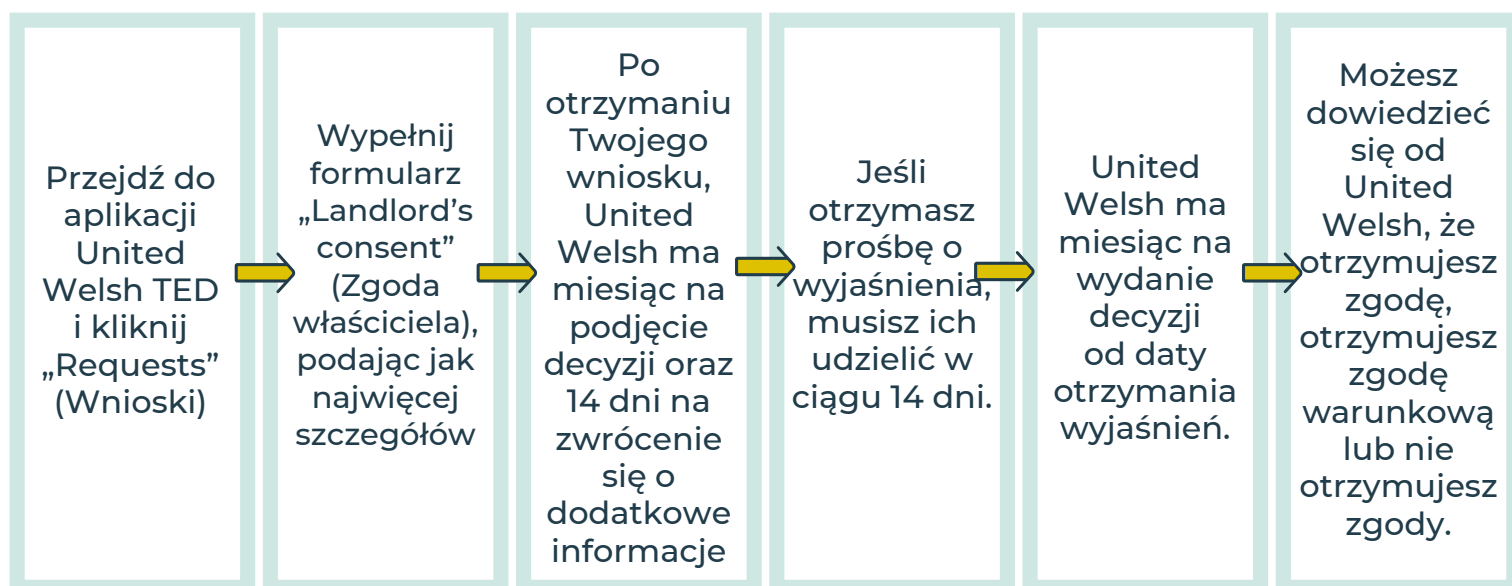 Przejdź do
aplikacji
United
Welsh TED
i kliknij
„Requests”
(Wnioski)
Wypełnij
formularz
„Landlord’s
consent”
(Zgoda
właściciela),
podając jak
najwięcej
szczegółów
Po
otrzymaniu
Twojego
wniosku,
United
Welsh ma
miesiąc na
podjęcie
decyzji oraz
14 dni na
zwrócenie
się o
dodatkowe
informacje
Jeśli
otrzymasz
prośbę o
wyjaśnienia,
musisz ich
udzielić w
ciągu 14 dni.
United
Welsh ma
miesiąc na
wydanie
decyzji
od daty
otrzymania
wyjaśnień.
Możesz
dowiedzieć
się od
United
Welsh, że
otrzymujesz
zgodę,
otrzymujesz
zgodę
warunkową
lub nie
otrzymujesz
zgody.